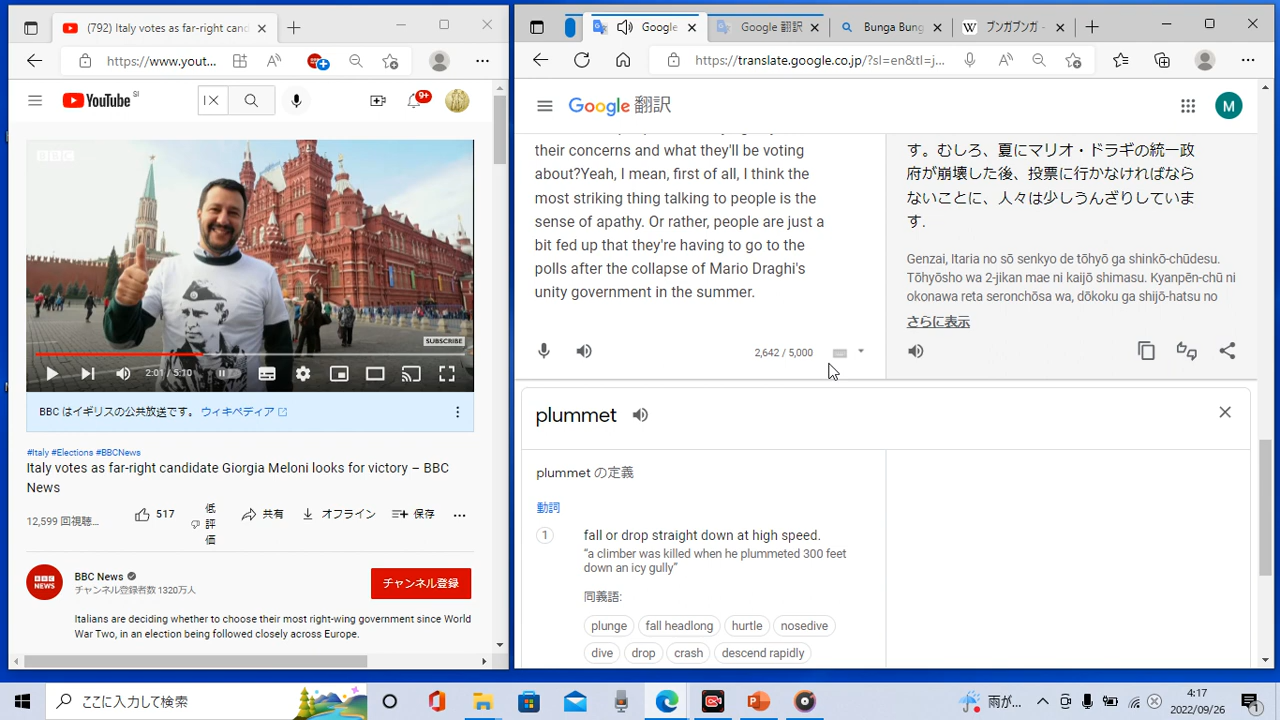 (792) Italy votes as far-right cand
https://www.yout...
YouTube SI
9+
BBC
SUBSCRIBE
2:01 / 5:10
BBC はイギリスの公共放送です。 ウィキペディア
#Italy #Elections #BBCNews
Italy votes as far-right candidate Giorgia Meloni looks for victory – BBC
News
12,599 回視聴...
517
低評価
共有
オフライン
保存
BBC NEWS
BBC News
チャンネル登録者数 1320万人
チャンネル登録
Italians are deciding whether to choose their most right-wing government since World
War Two, in an election being followed closely across Europe.
Google
Google 翻訳
Bunga Bung
W ブンガブンガ -
https://translate.google.co.jp/?sl=en&tl=j...
Google 翻訳
M
their concerns and what they'll be voting
about?Yeah, I mean, first of all, I think the
most striking thing talking to people is the
sense of apathy. Or rather, people are just a
bit fed up that they're having to go to the
polls after the collapse of Mario Draghi's
unity government in the summer.
2,642 / 5,000
す。むしろ、夏にマリオ・ドラギの統一政
府が崩壊した後、投票に行かなければなら
ないことに、人々は少しうんざりしていま
す。
Genzai, Itaria no sō senkyo de tōhyō ga shinkō-chūdesu.
Tōhyōsho wa 2-jikan mae ni kaijō shimasu. Kyanpēn-chū ni
okonawa reta seronchōsa wa, dōkoku ga shijō-hatsu no
さらに表示
plummet
plummet の定義
動詞
1
fall or drop straight down at high speed.
“a climber was killed when he plummeted 300 feet
down an icy gully”
同義語:
plunge
fall headlong
hurtle
nosedive
dive
drop
crash
descend rapidly
ここに入力して検索
雨が...
4:17
2022/09/26
1